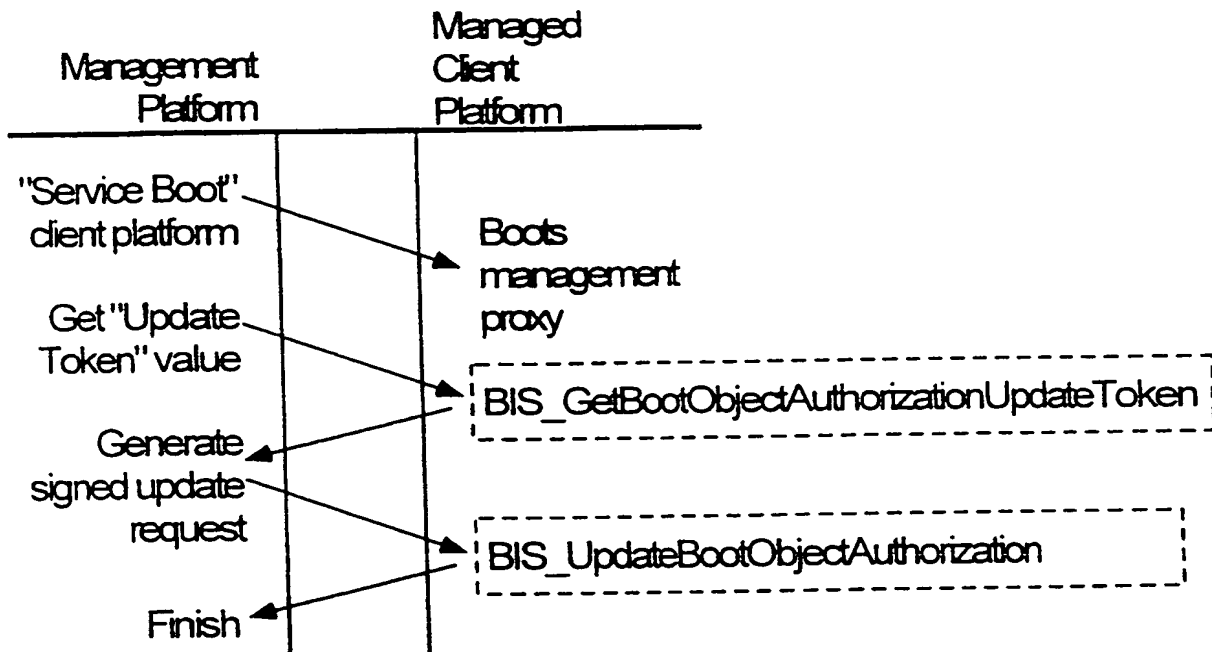 Management
Platform
Managed
Client
Platform
"Service Boot"
client platform
Boots
management
proxy
Get "Update
Token" value
BIS_GetBootObjectAuthorizationUpdateToken
Generate
signed update
request
BIS_UpdateBootObjectAuthorization
Finish